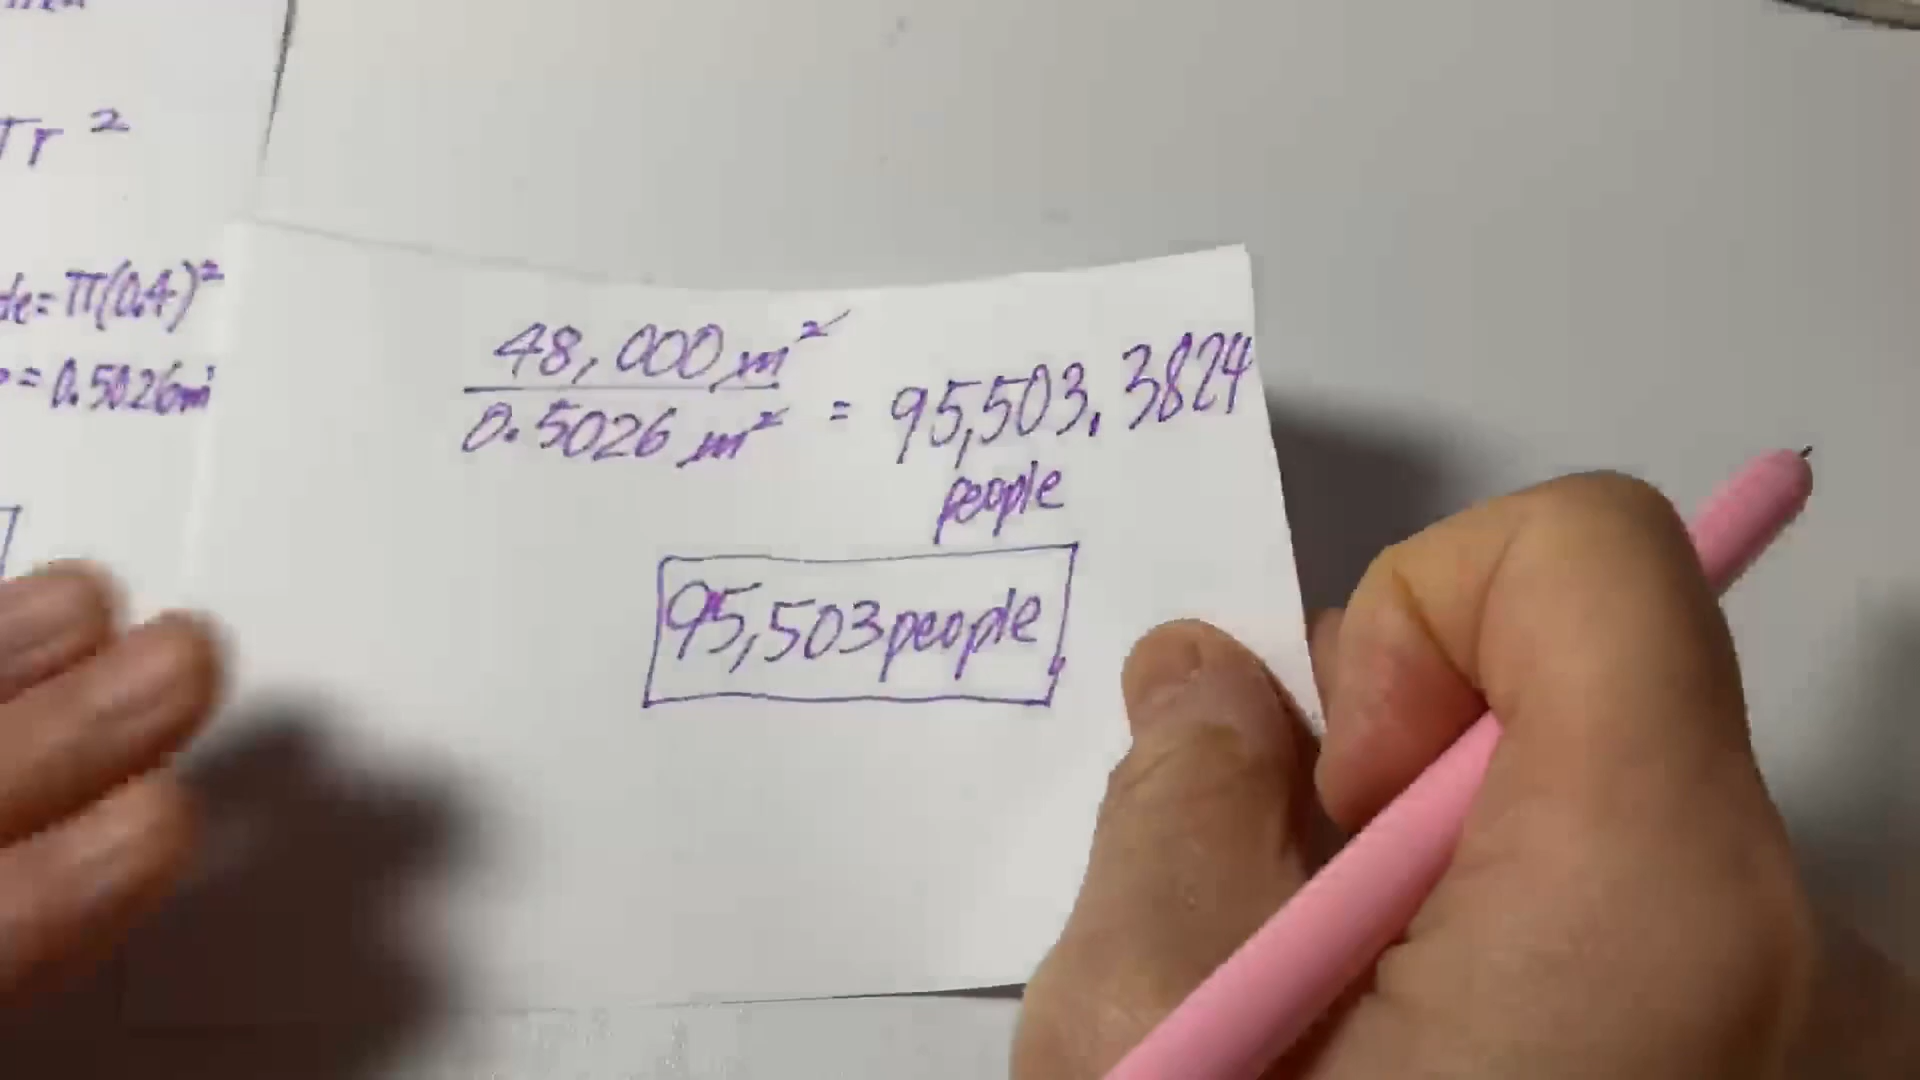 πr²
= π(0.4)²
= 0.5026m²
48,000 m²
0.5026 m²
= 95,503.3824
people
95,503 people